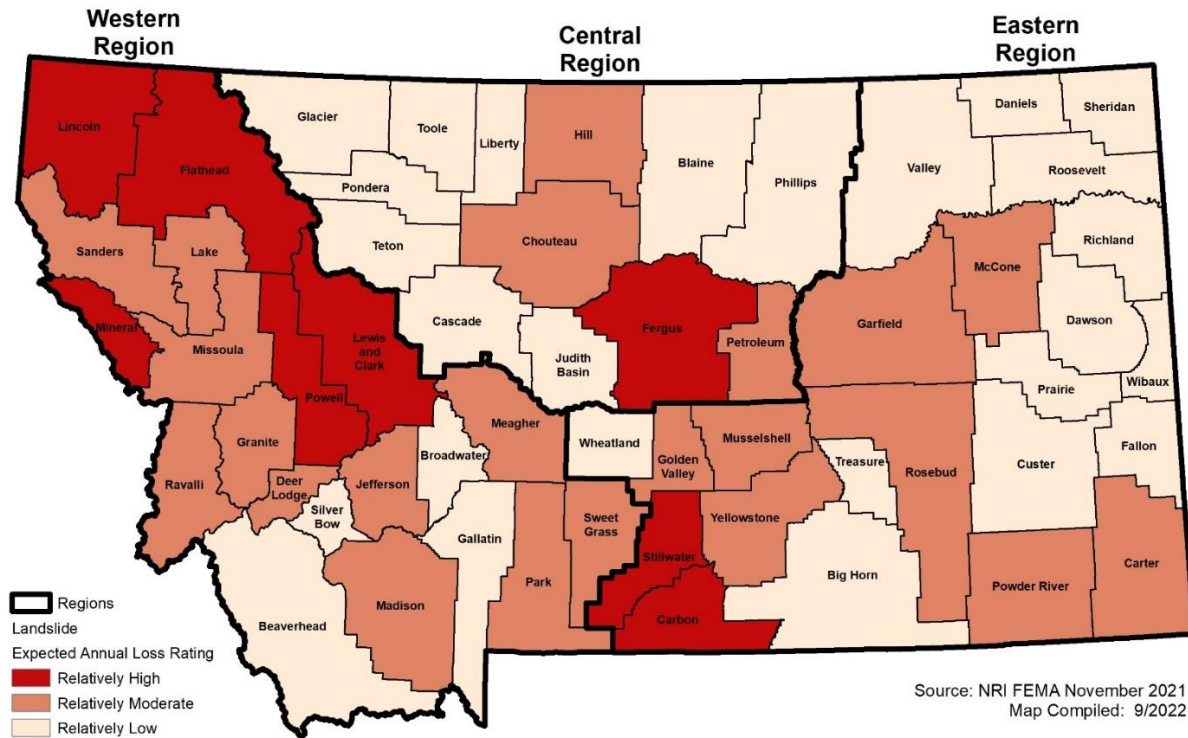 Western
Region
Central
Region
Eastern
Region
Lincoln
Flathead
Glacier
Toole
Liberty
Hill
Blaine
Phillips
Valley
Daniels
Sheridan
Roosevelt
Pondera
Teton
Chouteau
Sanders
Lake
Richland
McCone
Garfield
Dawson
Mineral
Missoula
Powell
Lewis
and
Clark
Cascade
Judith
Basin
Fergus
Petroleum
Prairie
Wibaux
Granite
Ravalli
Deer
Lodge
Silver
Bow
Jefferson
Broadwater
Meagher
Wheatland
Golden
Valley
Musselshell
Treasure
Rosebud
Custer
Fallon
Beaverhead
Madison
Gallatin
Park
Sweet
Grass
Stillwater
Yellowstone
Carbon
Big Horn
Powder River
Carter
Regions
Landslide
Expected Annual Loss Rating
Relatively High
Relatively Moderate
Relatively Low
Source: NRI FEMA November 2021
Map Compiled: 9/2022